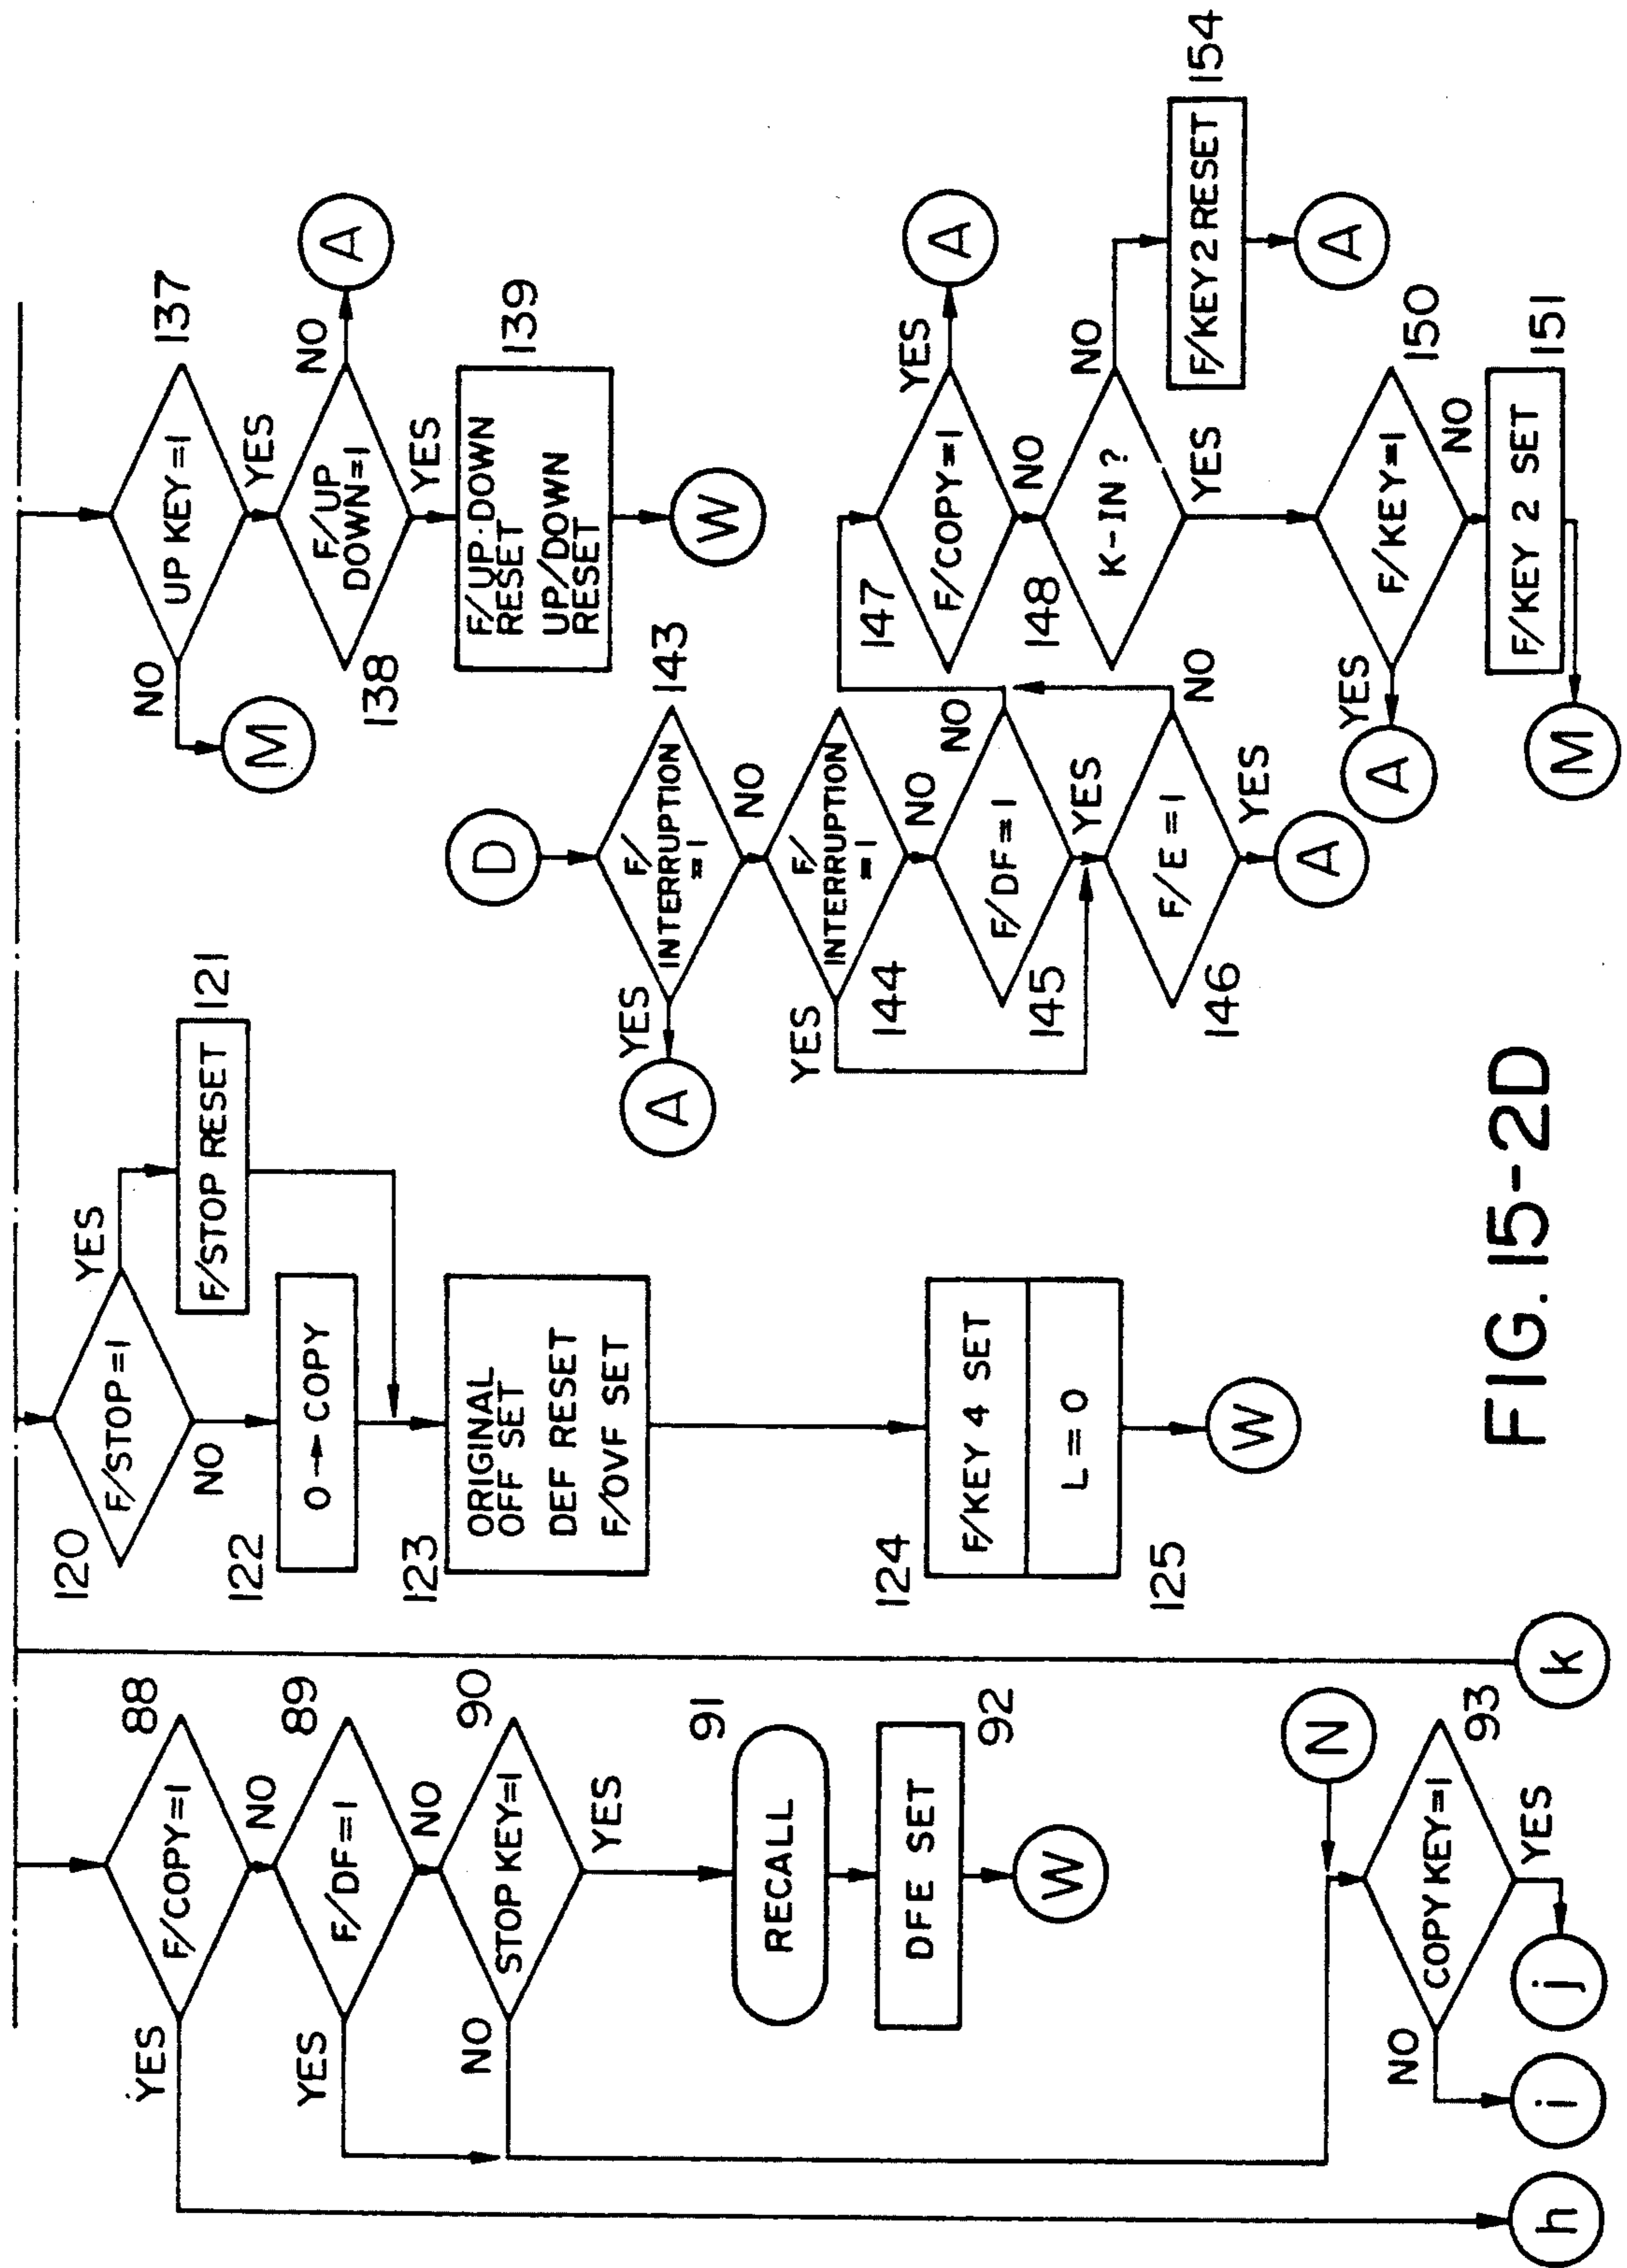 88
F/COPY=1
YES
NO
89
F/DF=1
YES
NO
90
STOP KEY=1
NO
YES
91
RECALL
DFE SET
92
W
N
COPY KEY=1
93
NO
YES
h
i
j
k
120
F/STOP=1
YES
NO
F/STOP RESET
121
122
0→COPY
123
ORIGINAL
OFF SET
DEF RESET
F/OVF SET
124
F/KEY 4 SET
L=0
125
W
UP KEY=1
137
NO
YES
M
138
F/UP
DOWN=1
NO
A
YES
F/UP·DOWN
RESET
UP/DOWN
RESET
139
W
D
F/
INTERRUPTION
=1
143
YES
A
NO
F/
INTERRUPTION
=1
144
YES
NO
F/DF=1
145
NO
YES
F/E=1
146
NO
YES
A
147
F/COPY=1
YES
A
NO
148
K-IN?
NO
F/KEY2 RESET
154
A
YES
F/KEY=1
150
YES
A
NO
F/KEY 2 SET
151
M
FIG. 15-2D